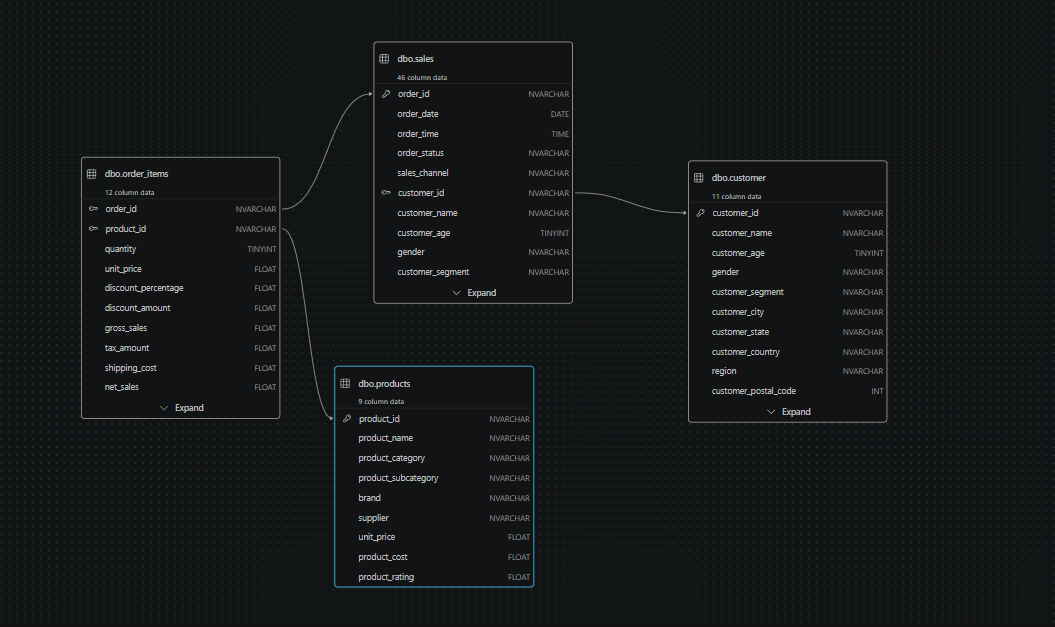 dbo.sales
46 column data
order_id NVARCHAR
order_date DATE
order_time TIME
order_status NVARCHAR
sales_channel NVARCHAR
customer_id NVARCHAR
customer_name NVARCHAR
customer_age TINYINT
gender NVARCHAR
customer_segment NVARCHAR
Expand
dbo.order_items
12 column data
order_id NVARCHAR
product_id NVARCHAR
quantity TINYINT
unit_price FLOAT
discount_percentage FLOAT
discount_amount FLOAT
gross_sales FLOAT
tax_amount FLOAT
shipping_cost FLOAT
net_sales FLOAT
Expand
dbo.customer
11 column data
customer_id NVARCHAR
customer_name NVARCHAR
customer_age TINYINT
gender NVARCHAR
customer_segment NVARCHAR
customer_city NVARCHAR
customer_state NVARCHAR
customer_country NVARCHAR
region NVARCHAR
customer_postal_code INT
Expand
dbo.products
9 column data
product_id NVARCHAR
product_name NVARCHAR
product_category NVARCHAR
product_subcategory NVARCHAR
brand NVARCHAR
supplier NVARCHAR
unit_price FLOAT
product_cost FLOAT
product_rating FLOAT